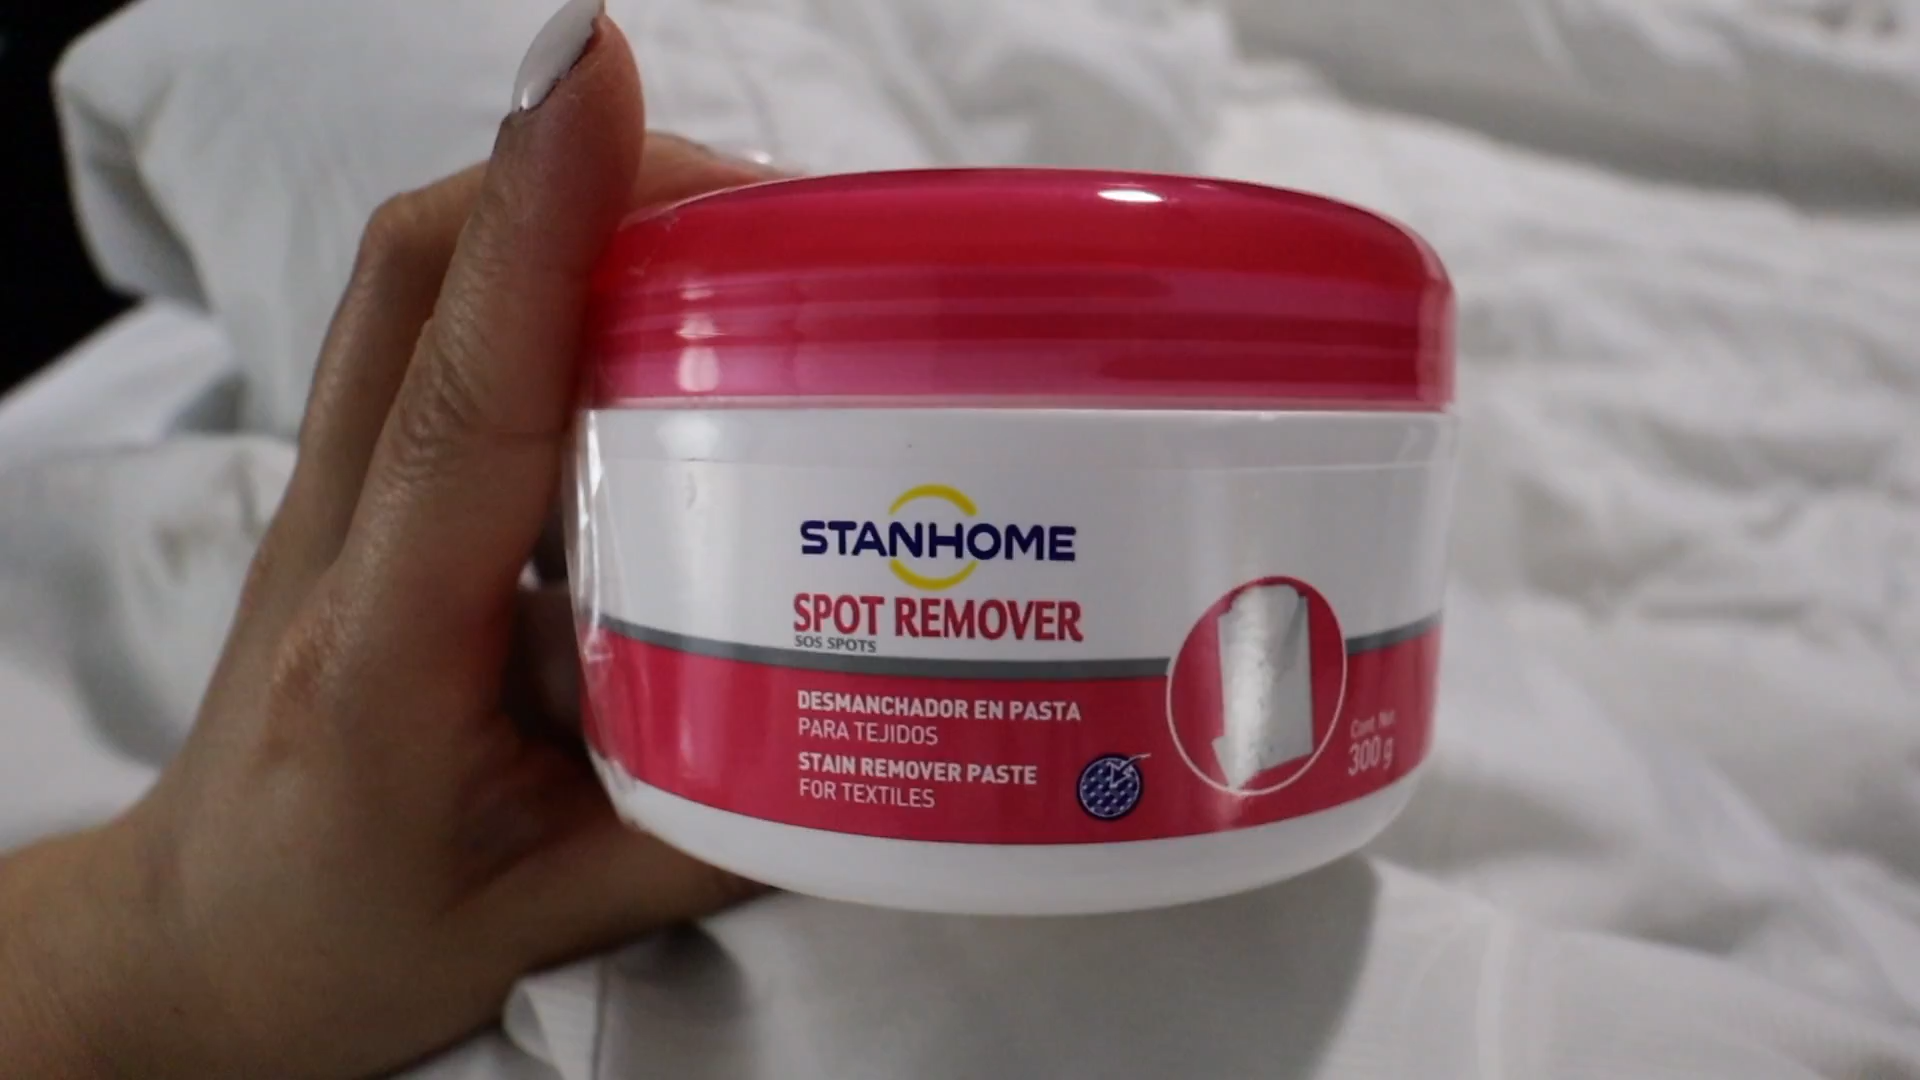 STANHOME
SPOT REMOVER
SOS SPOTS
DESMANCHADOR EN PASTA
PARA TEJIDOS
STAIN REMOVER PASTE
FOR TEXTILES
Cont. Net.
300 g